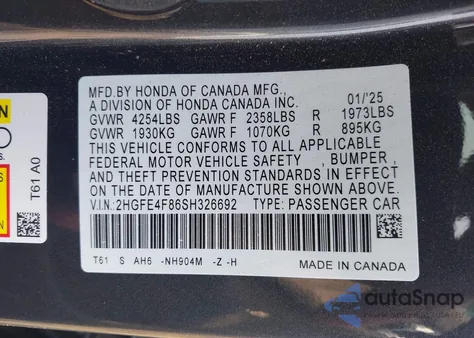 MFD.BY HONDA OF CANADA MFG.,
A DIVISION OF HONDA CANADA INC. 01/'25
GVWR 4254LBS GAWR F 2358LBS R 1973LBS
GVWR 1930KG GAWR F 1070KG R 895KG
THIS VEHICLE CONFORMS TO ALL APPLICABLE
FEDERAL MOTOR VEHICLE SAFETY , BUMPER ,
AND THEFT PREVENTION STANDARDS IN EFFECT
ON THE DATE OF MANUFACTURE SHOWN ABOVE.
V.I.N: 2HGFE4F86SH326692 TYPE: PASSENGER CAR
T61 S AH6 -NH904M -Z -H
MADE IN CANADA
T61 A0
N
s.
autoSnap